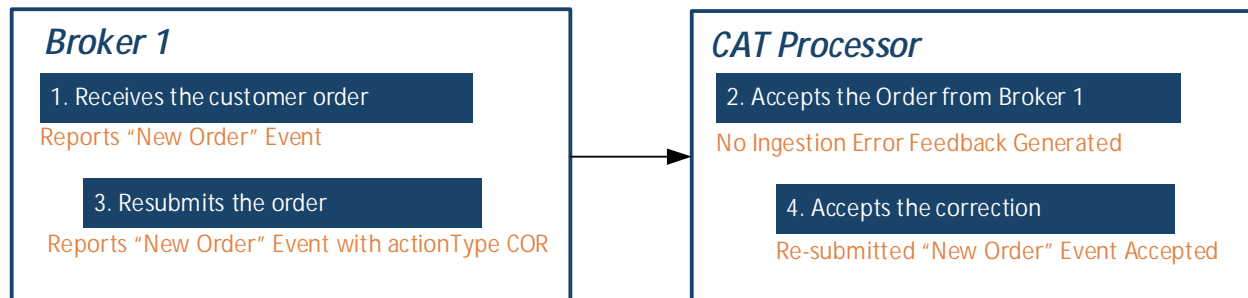 Broker 1
1. Receives the customer order
Reports “New Order” Event
3. Resubmits the order
Reports “New Order” Event with actionType COR
CAT Processor
2. Accepts the Order from Broker 1
No Ingestion Error Feedback Generated
4. Accepts the correction
Re-submitted “New Order” Event Accepted